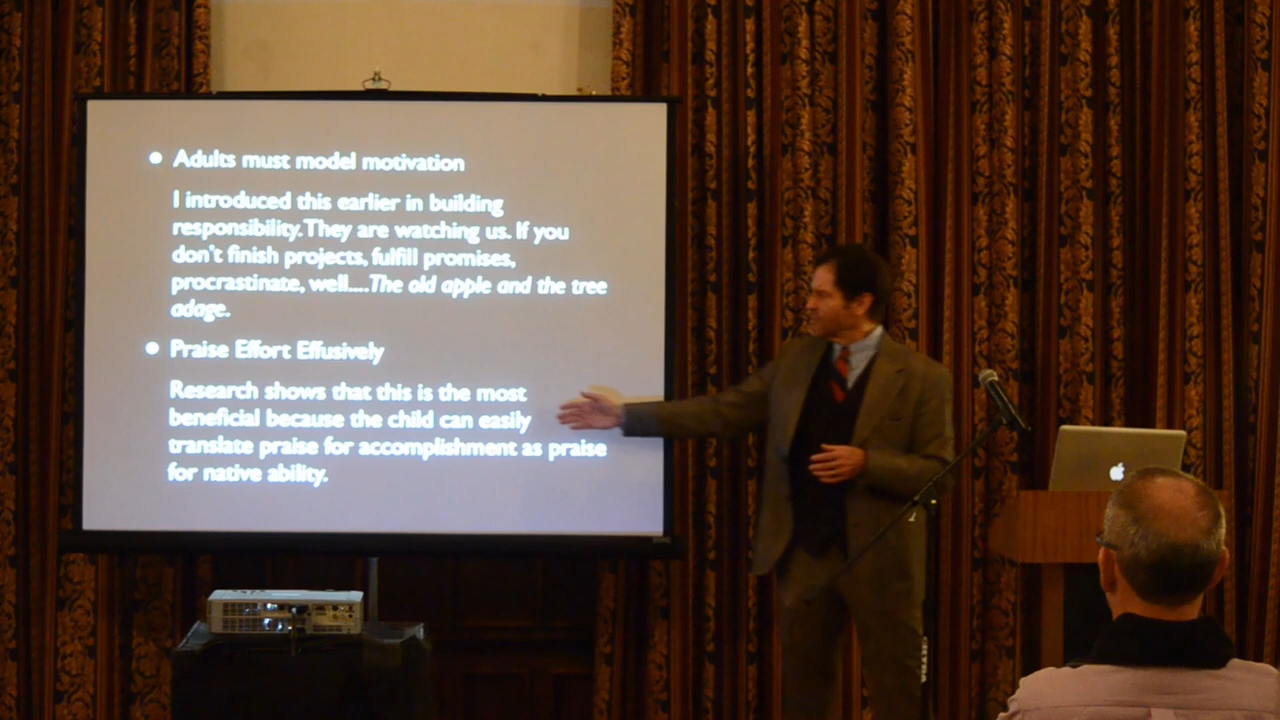 • Adults must model motivation
I introduced this earlier in building
responsibility. They are watching us. If you
don't finish projects, fulfill promises,
procrastinate, well....The old apple and the tree
adage.
• Praise Effort Effusively
Research shows that this is the most
beneficial because the child can easily
translate praise for accomplishment as praise
for native ability.